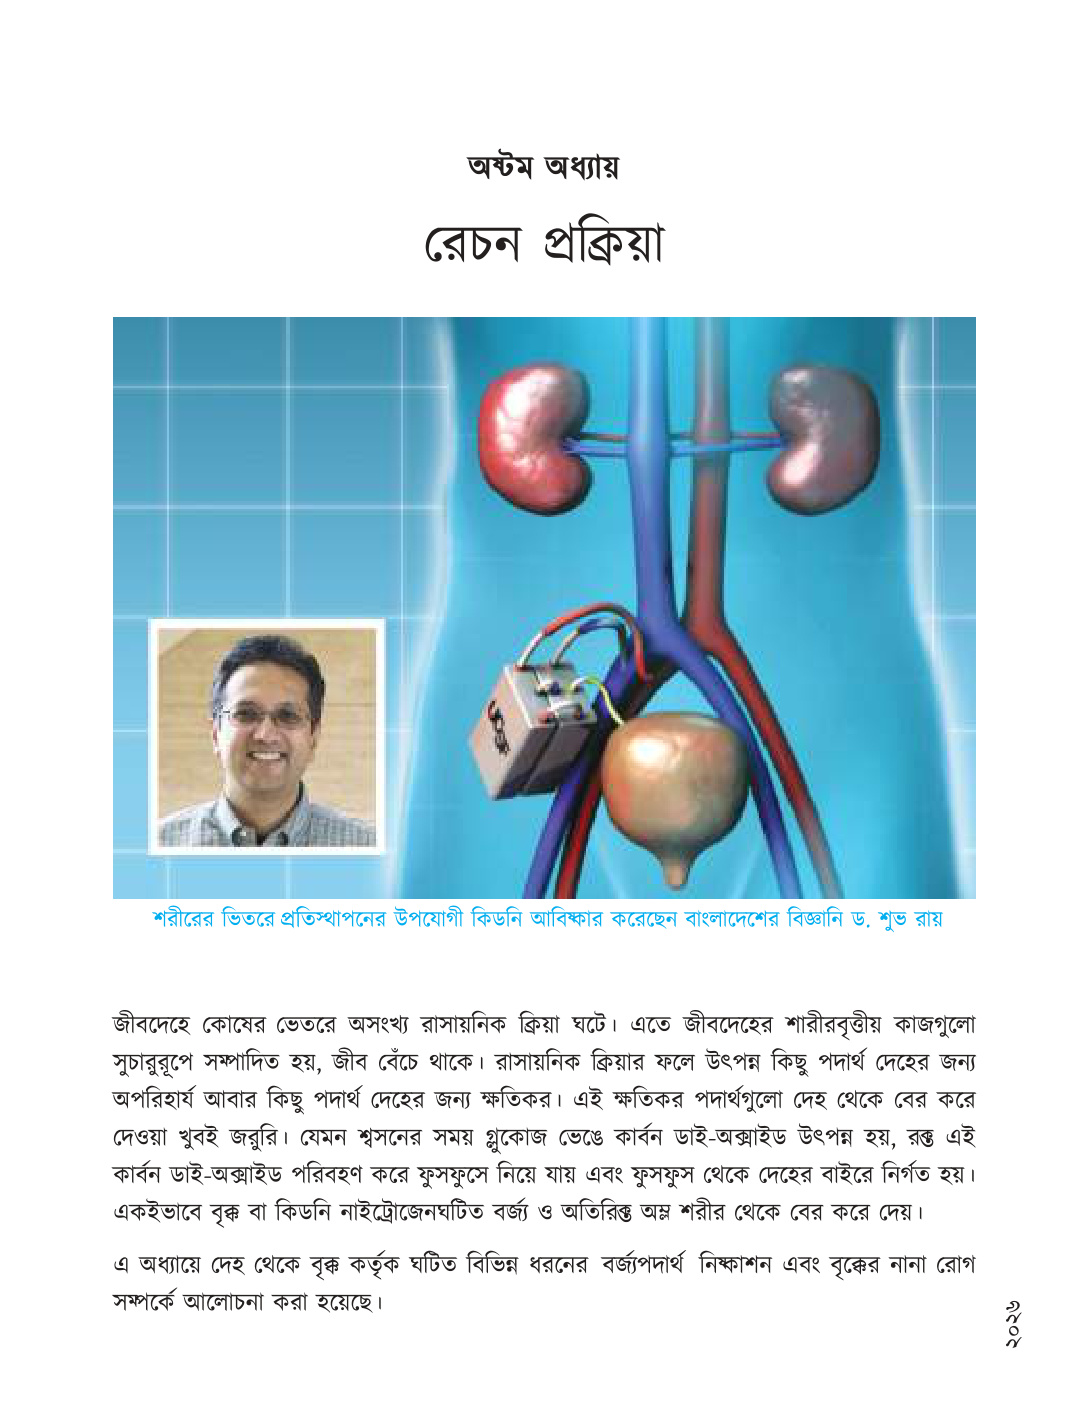 অষ্টম অধ্যায়
রেচন প্রক্রিয়া
UCSF
শরীরের ভিতরে প্রতিস্থাপনের উপযোগী কিডনি আবিষ্কার করেছেন বাংলাদেশের বিজ্ঞানি ড. শুভ রায়
জীবদেহে কোষের ভেতরে অসংখ্য রাসায়নিক ক্রিয়া ঘটে। এতে জীবদেহের শারীরবৃত্তীয় কাজগুলো
সুচারুরূপে সম্পাদিত হয়, জীব বেঁচে থাকে। রাসায়নিক ক্রিয়ার ফলে উৎপন্ন কিছু পদার্থ দেহের জন্য
অপরিহার্য আবার কিছু পদার্থ দেহের জন্য ক্ষতিকর। এই ক্ষতিকর পদার্থগুলো দেহ থেকে বের করে
দেওয়া খুবই জরুরি। যেমন শ্বসনের সময় গ্লুকোজ ভেঙে কার্বন ডাই-অক্সাইড উৎপন্ন হয়, রক্ত এই
কার্বন ডাই-অক্সাইড পরিবহণ করে ফুসফুসে নিয়ে যায় এবং ফুসফুস থেকে দেহের বাইরে নির্গত হয়।
একইভাবে বৃক্ক বা কিডনি নাইট্রোজেনঘটিত বর্জ্য ও অতিরিক্ত অম্ল শরীর থেকে বের করে দেয়।
এ অধ্যায়ে দেহ থেকে বৃক্ক কর্তৃক ঘটিত বিভিন্ন ধরনের বর্জ্যপদার্থ নিষ্কাশন এবং বৃক্কের নানা রোগ
সম্পর্কে আলোচনা করা হয়েছে।
২০২৬